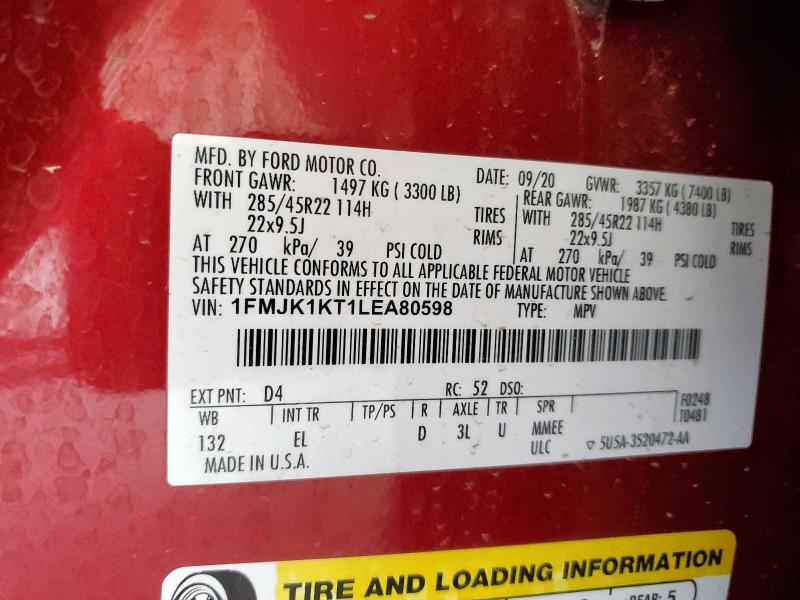 MFD. BY FORD MOTOR CO. DATE: 09/20 GVWR: 3357 KG ( 7400 LB)
FRONT GAWR: 1497 KG ( 3300 LB) REAR GAWR: 1987 KG ( 4380 LB)
WITH 285/45R22 114H TIRES WITH 285/45R22 114H TIRES
22x9.5J RIMS 22x9.5J RIMS
AT 270 kPa/ 39 PSI COLD AT 270 kPa/ 39 PSI COLD
THIS VEHICLE CONFORMS TO ALL APPLICABLE FEDERAL MOTOR VEHICLE
SAFETY STANDARDS IN EFFECT ON THE DATE OF MANUFACTURE SHOWN ABOVE.
VIN: 1FMJK1KT1LEA80598 TYPE: MPV
EXT PNT: D4 RC: 52 DSO:
WB INT TR TP/PS R AXLE TR SPR F0248
T0481
132 EL D 3L U MMEE
ULC ▽ 5U5A-3520472-AA
MADE IN U.S.A.
TIRE AND LOADING INFORMATION
REAR: 5